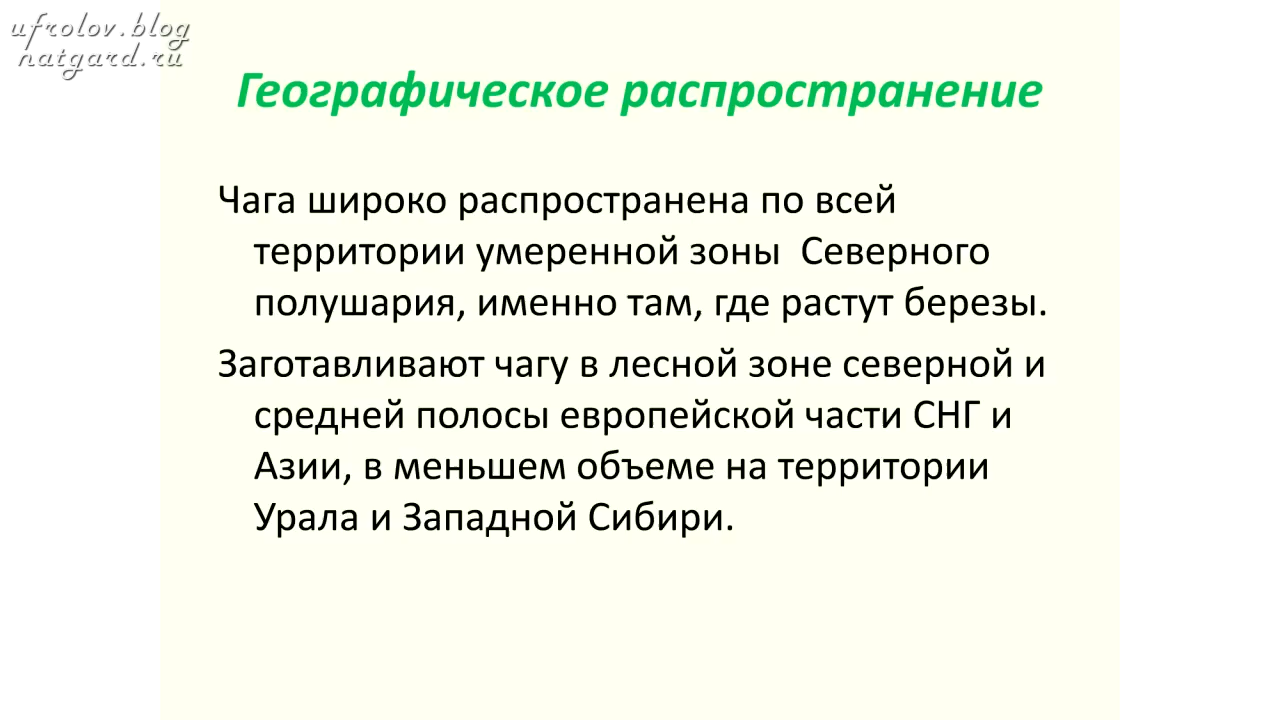 ufrolov.blog
natgard.ru
Географическое распространение
Чага широко распространена по всей
территории умеренной зоны  Северного
полушария, именно там, где растут березы.
Заготавливают чагу в лесной зоне северной и
средней полосы европейской части СНГ и
Азии, в меньшем объеме на территории
Урала и Западной Сибири.